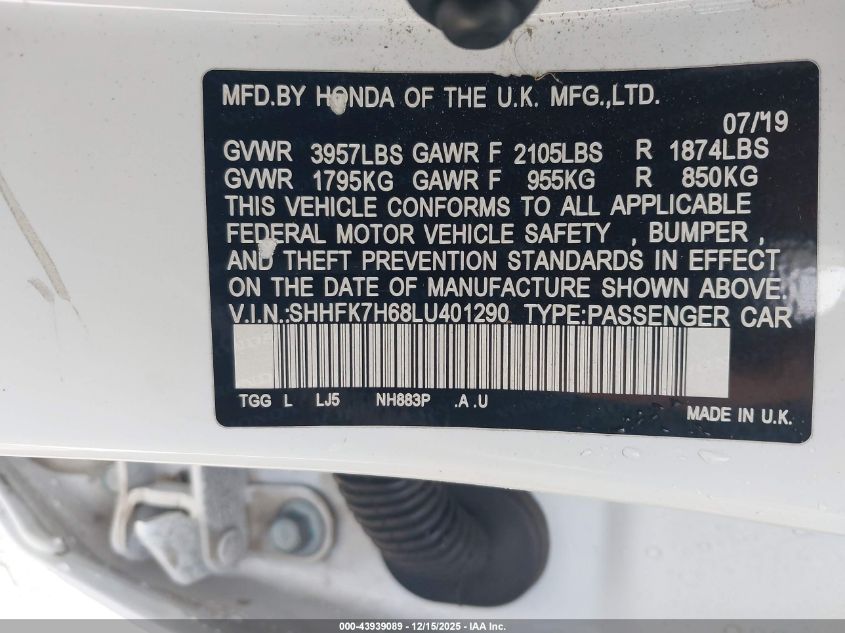 MFD.BY HONDA OF THE U.K. MFG.,LTD.
07/19
GVWR 3957LBS GAWR F 2105LBS R 1874LBS
GVWR 1795KG GAWR F 955KG R 850KG
THIS VEHICLE CONFORMS TO ALL APPLICABLE
FEDERAL MOTOR VEHICLE SAFETY , BUMPER ,
AND THEFT PREVENTION STANDARDS IN EFFECT
ON THE DATE OF MANUFACTURE SHOWN ABOVE.
V.I.N.:SHHFK7H68LU401290 TYPE:PASSENGER CAR
TGG L LJ5 NH883P .A .U
MADE IN U.K.
000-43939089 - 12/15/2025 - IAA Inc.